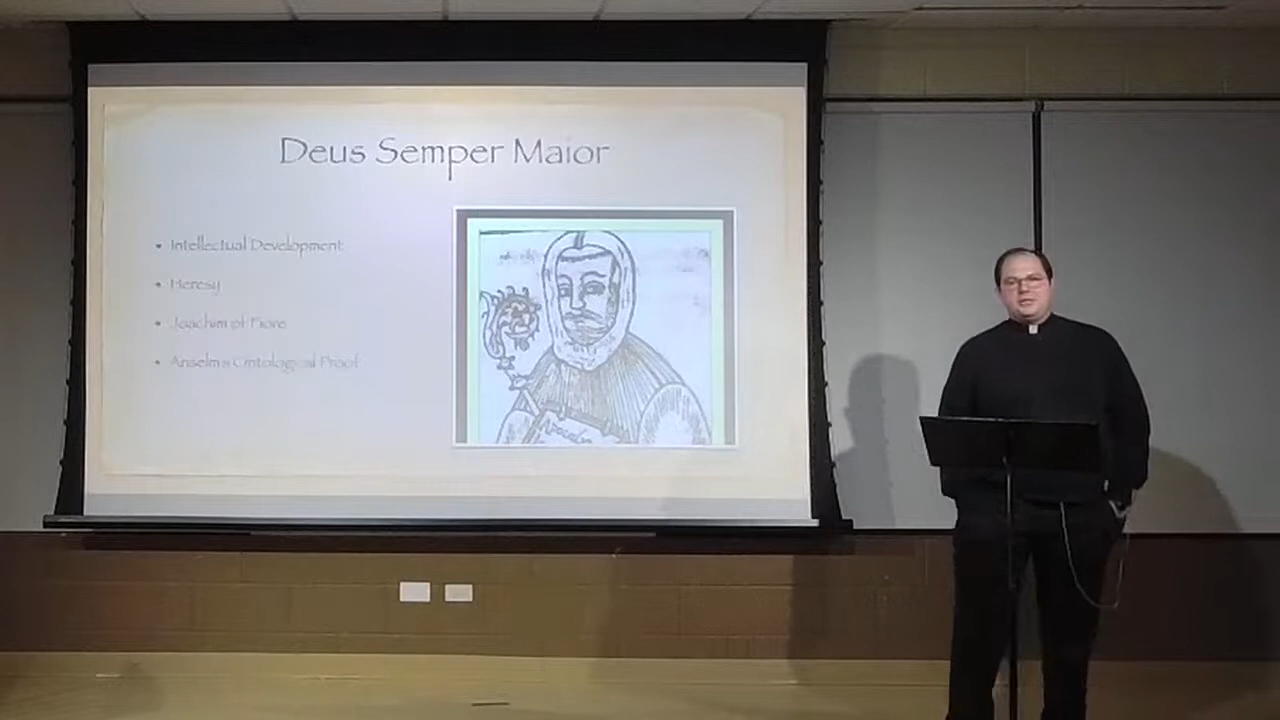 Deus Semper Maior
• Intellectual Development
• Heresy
• Joachim of Fiore
• Anselm's Ontological Proof